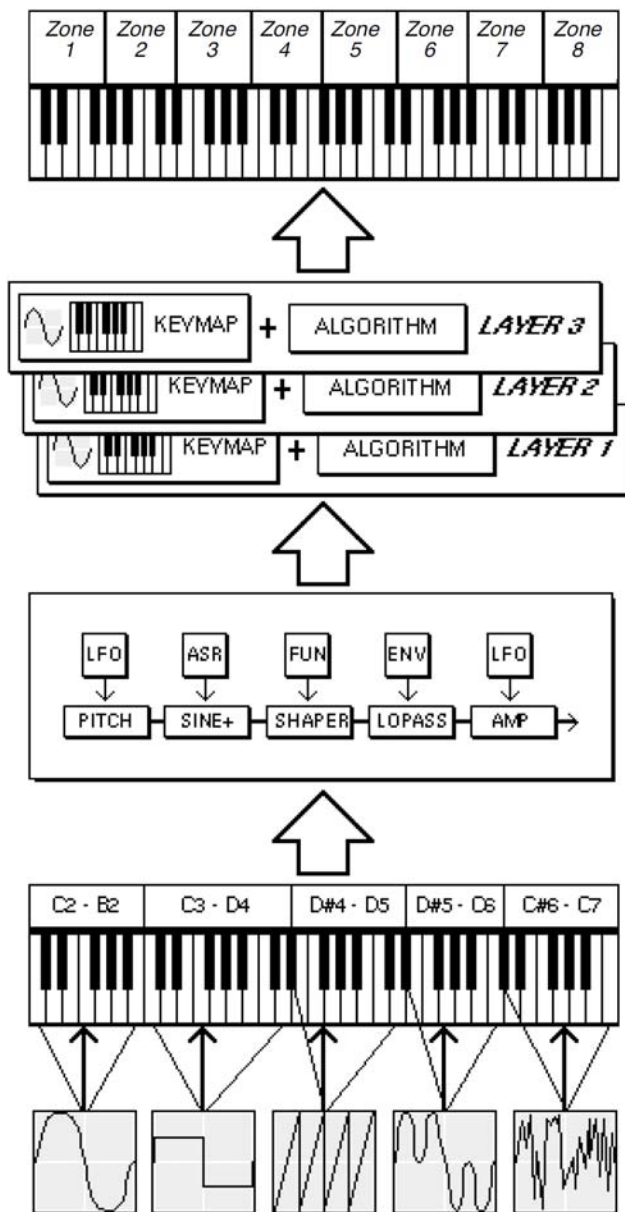 Zone 1 Zone 2 Zone 3 Zone 4 Zone 5 Zone 6 Zone 7 Zone 8
KEYMAP + ALGORITHM LAYER 3
KEYMAP + ALGORITHM LAYER 2
KEYMAP + ALGORITHM LAYER 1
LFO ASR FUN ENV LFO
PITCH SINE+ SHAPER LOPASS AMP
C2 - B2 C3 - D4 D#4 - D5 D#5 - C6 C#6 - C7